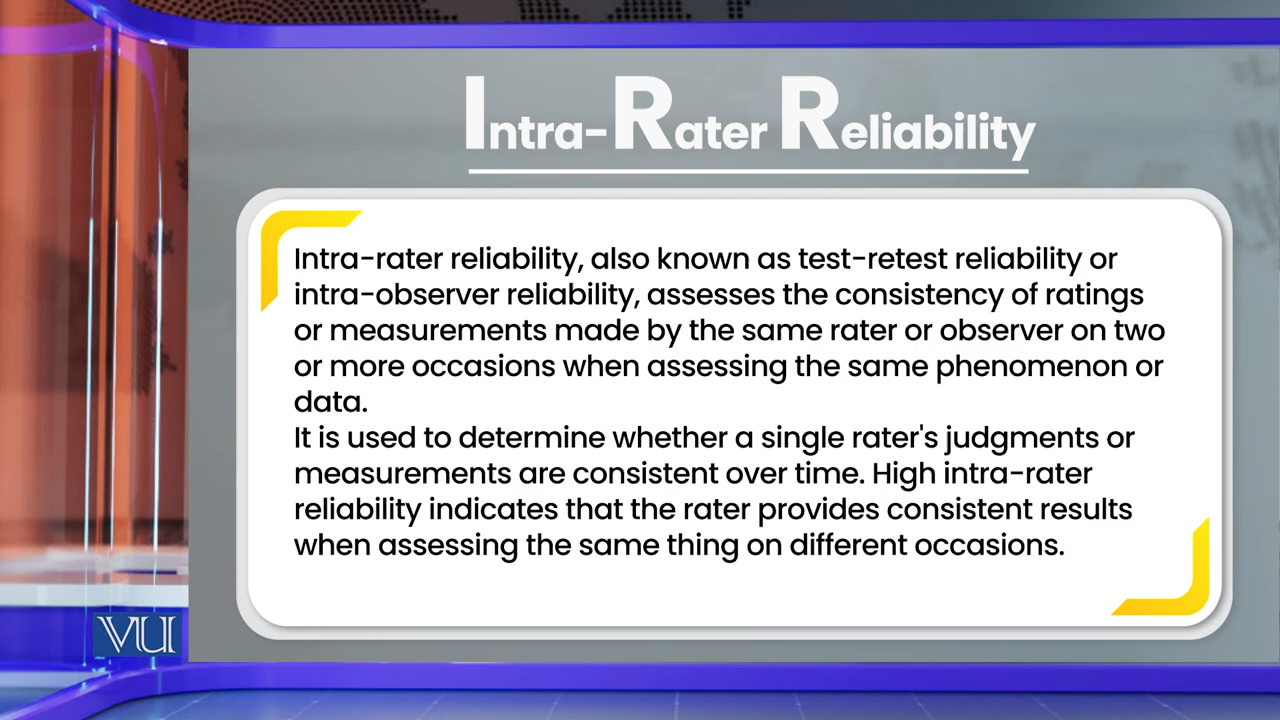 Intra-Rater Reliability
Intra-rater reliability, also known as test-retest reliability or
intra-observer reliability, assesses the consistency of ratings
or measurements made by the same rater or observer on two
or more occasions when assessing the same phenomenon or
data.
It is used to determine whether a single rater's judgments or
measurements are consistent over time. High intra-rater
reliability indicates that the rater provides consistent results
when assessing the same thing on different occasions.
VU